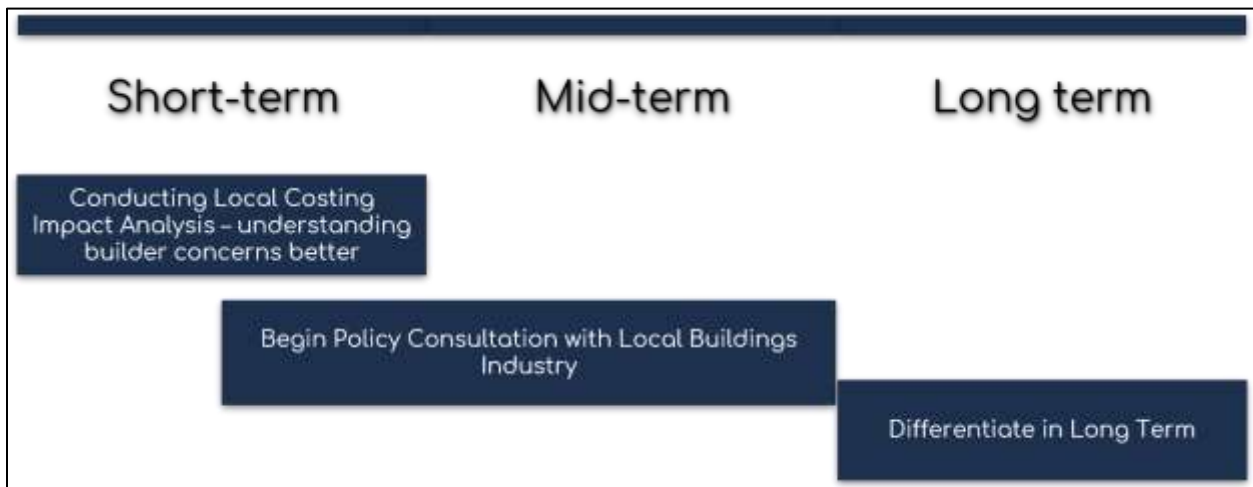 Short-term
Mid-term
Long term
Conducting Local Costing
Impact Analysis – understanding
builder concerns better
Begin Policy Consultation with Local Buildings
Industry
Differentiate in Long Term